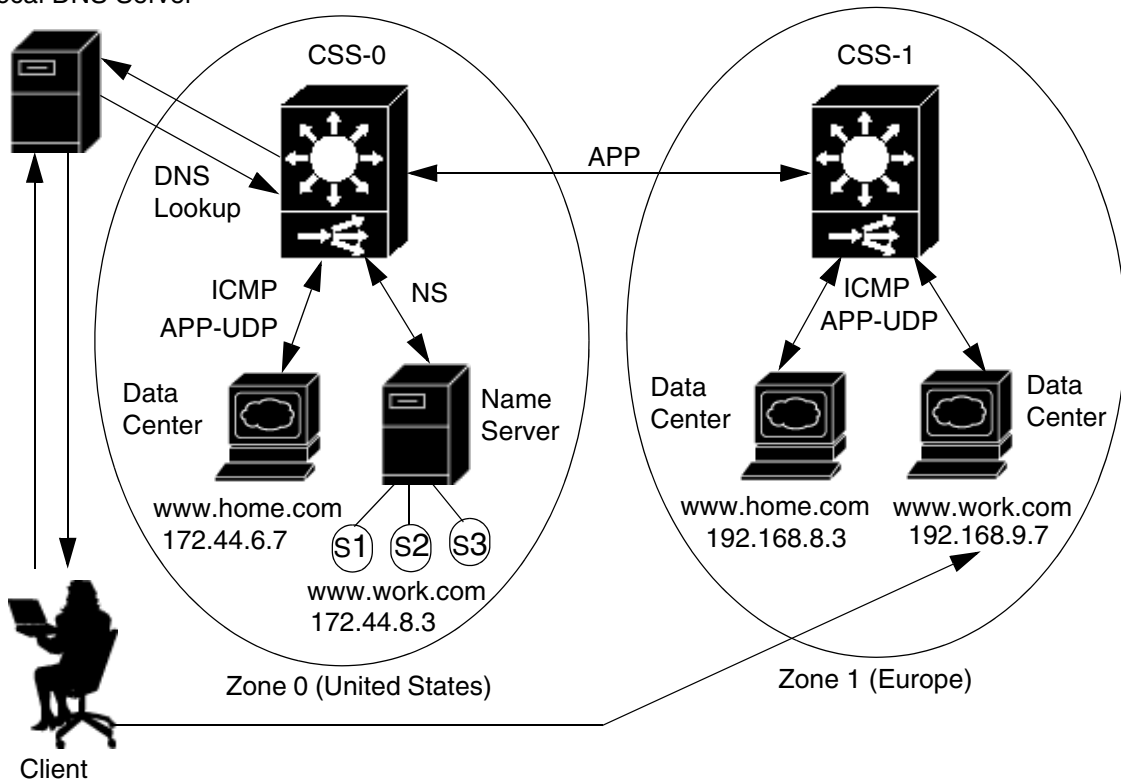 ocal DNS Server
CSS-0
CSS-1
DNS
Lookup
APP
ICMP
APP-UDP
NS
ICMP
APP-UDP
Data
Center
Name
Server
Data
Center
Data
Center
www.home.com
172.44.6.7
S1
S2
S3
www.work.com
172.44.8.3
www.home.com
192.168.8.3
www.work.com
192.168.9.7
Zone 0 (United States)
Zone 1 (Europe)
Client